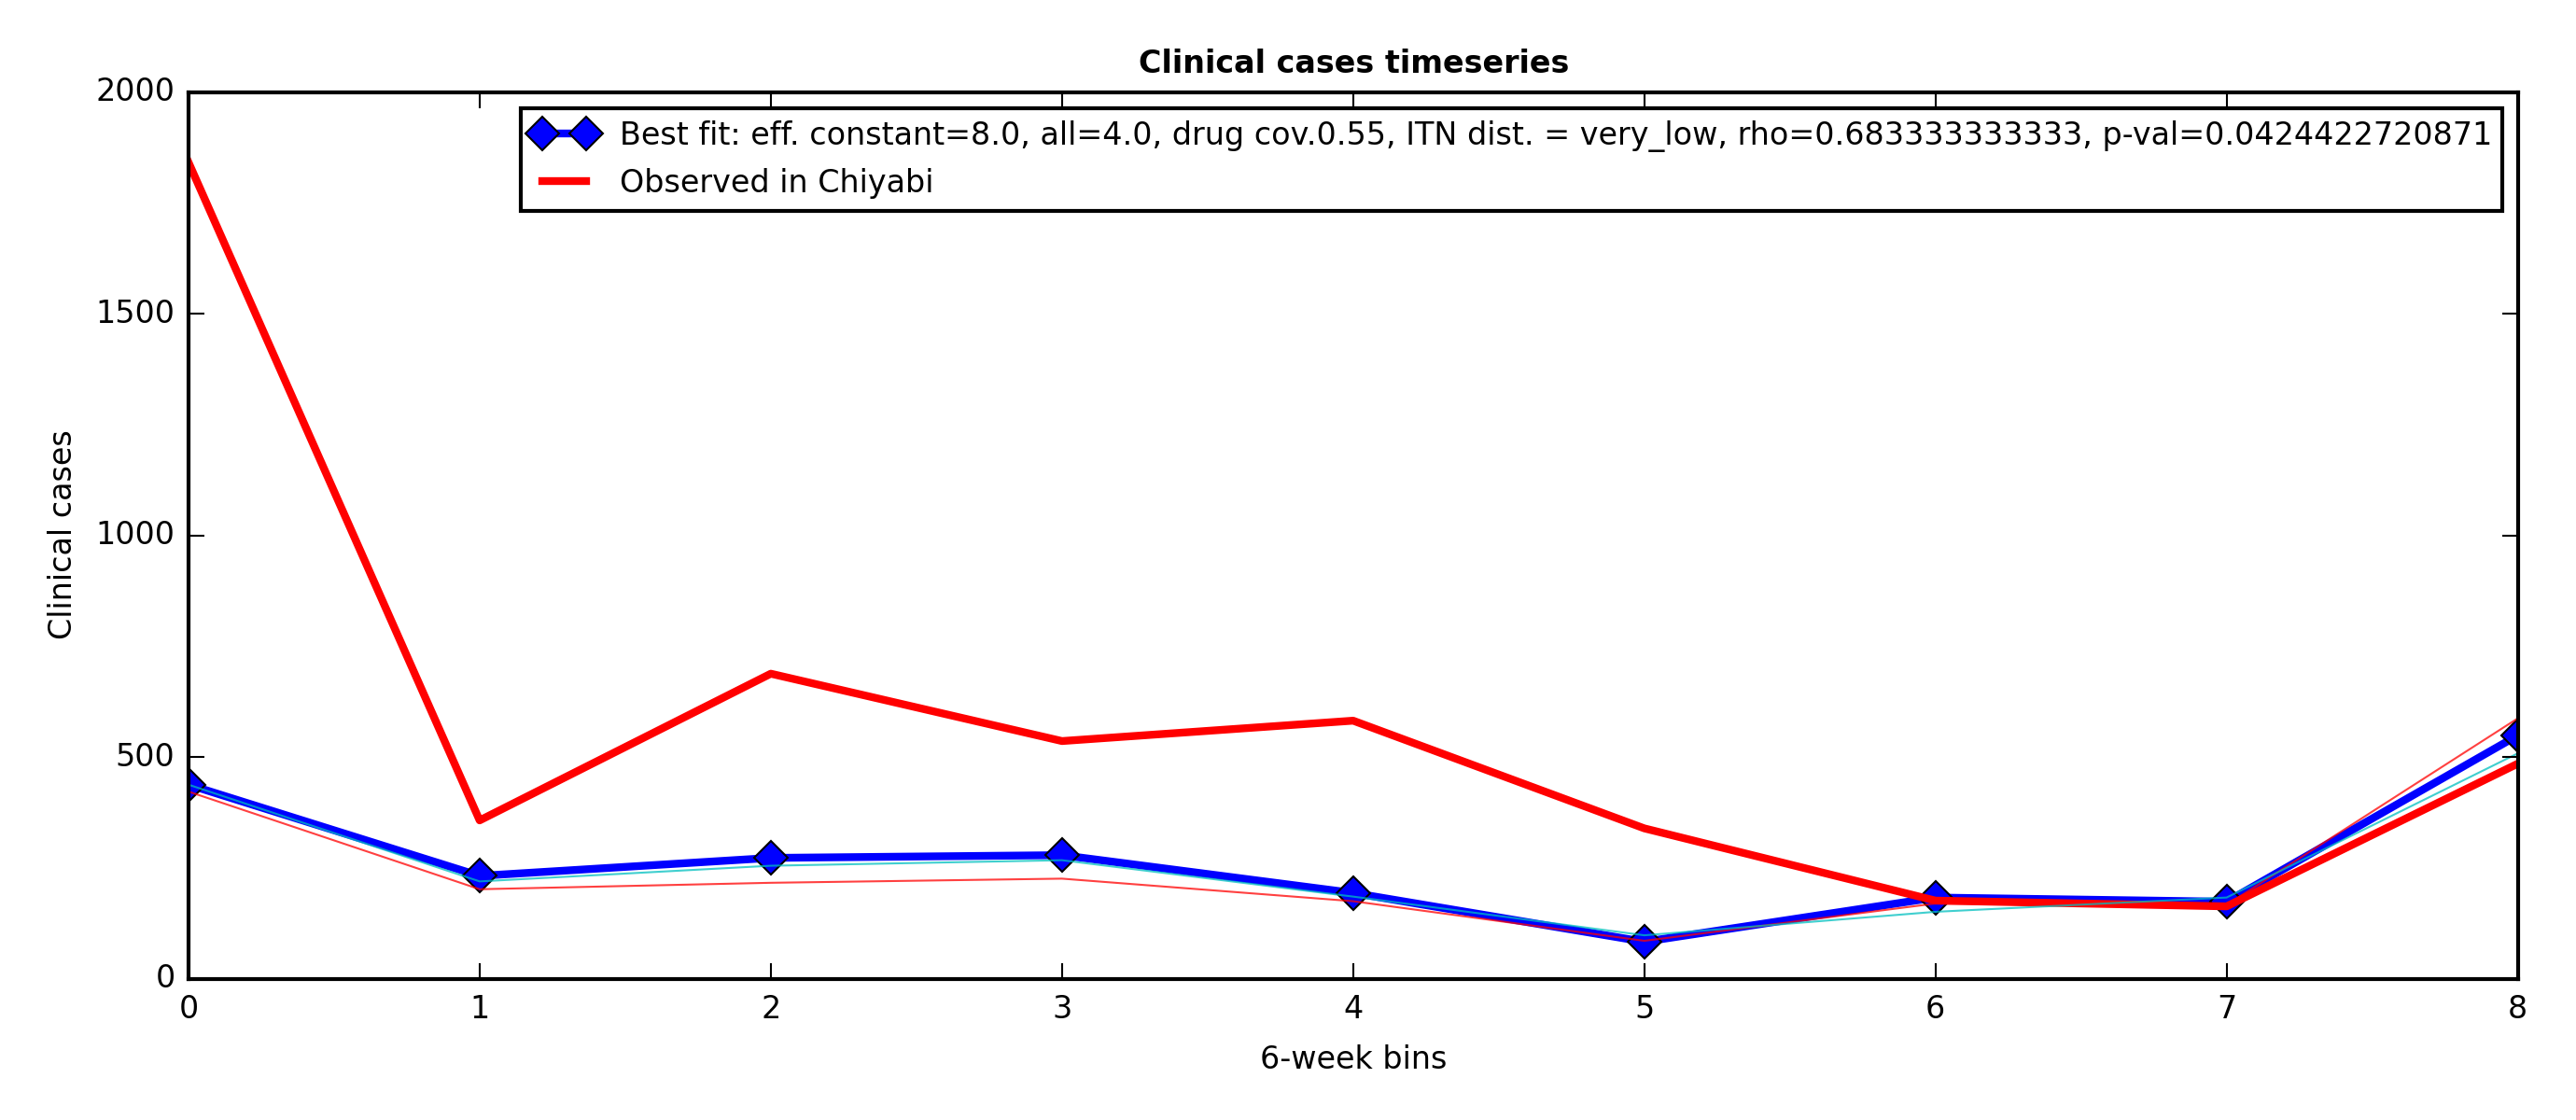 Clinical cases timeseries
2000
1500
1000
500
0
Clinical cases
Best fit: eff. constant=8.0, all=4.0, drug cov.0.55, ITN dist. = very_low, rho=0.683333333333, p-val=0.0424422720871
Observed in Chiyabi
0 1 2 3 4 5 6 7 8
6-week bins